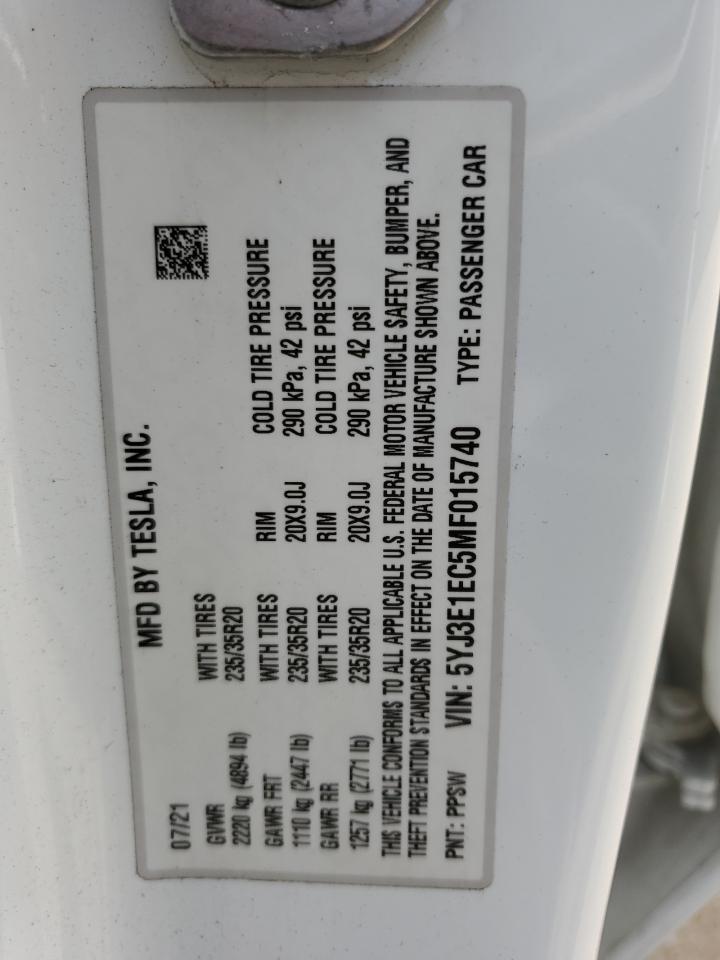 MFD BY TESLA, INC.
07/21
GVWR WITH TIRES
2220 kg (4894 lb) 235/35R20
GAWR FRT WITH TIRES RIM COLD TIRE PRESSURE
1110 kg (2447 lb) 235/35R20 20X9.0J 290 kPa, 42 psi
GAWR RR WITH TIRES RIM COLD TIRE PRESSURE
1257 kg (2771 lb) 235/35R20 20X9.0J 290 kPa, 42 psi
THIS VEHICLE CONFORMS TO ALL APPLICABLE U.S. FEDERAL MOTOR VEHICLE SAFETY, BUMPER, AND
THEFT PREVENTION STANDARDS IN EFFECT ON THE DATE OF MANUFACTURE SHOWN ABOVE.
PNT: PPSW VIN: 5YJ3E1EC5MF015740 TYPE: PASSENGER CAR